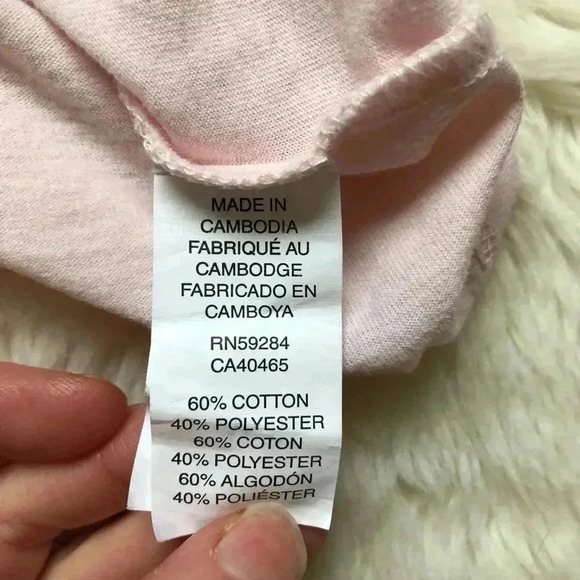 MADE IN
CAMBODIA
FABRIQUÉ AU
CAMBODGE
FABRICADO EN
CAMBOYA
RN59284
CA40465
60% COTTON
40% POLYESTER
60% COTON
40% POLYESTER
60% ALGODÓN
40% POLIÉSTER